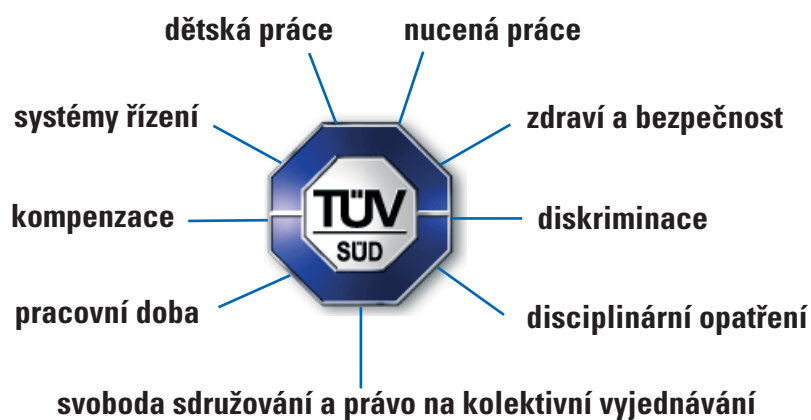 dětská práce
nucená práce
systémy řízení
zdraví a bezpečnost
TÜV
SÜD
kompenzace
diskriminace
pracovní doba
disciplinární opatření
svoboda sdružování a právo na kolektivní vyjednávání